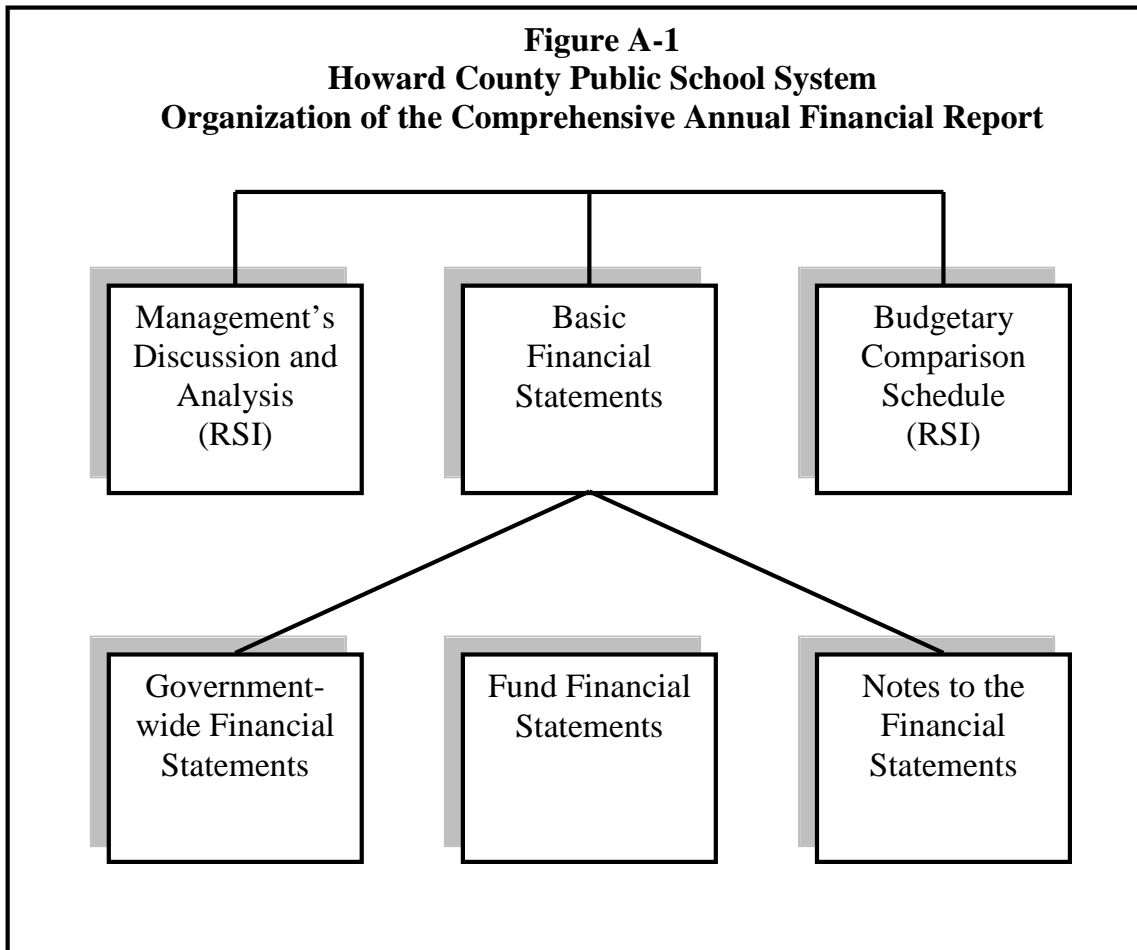 Figure A-1
Howard County Public School System
Organization of the Comprehensive Annual Financial Report
Management’s
Discussion and
Analysis
(RSI)
Basic
Financial
Statements
Budgetary
Comparison
Schedule
(RSI)
Government-
wide Financial
Statements
Fund Financial
Statements
Notes to the
Financial
Statements